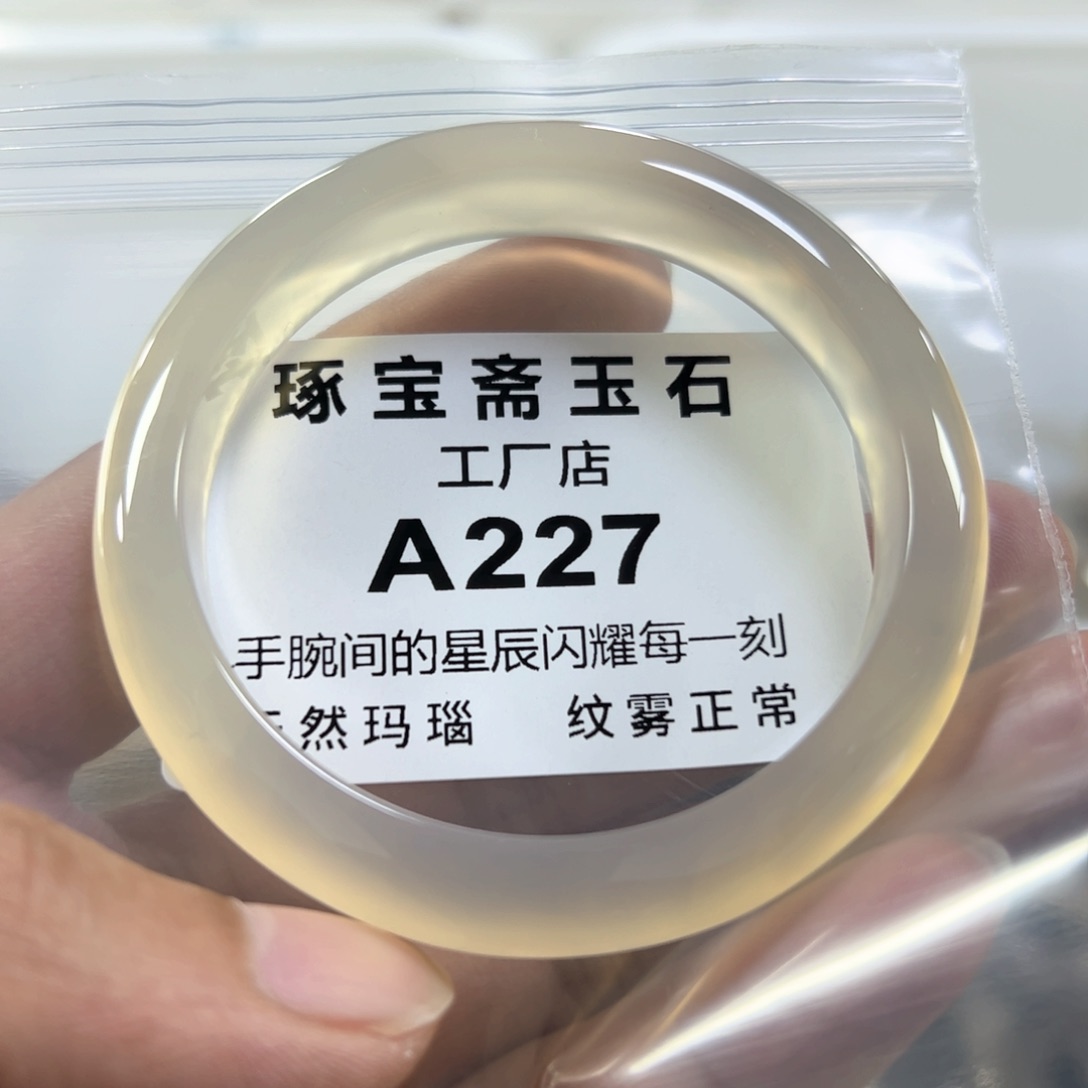 琢宝斋玉石
工厂店
A227
手腕间的星辰闪耀每一刻
然玛瑙 纹雾正常